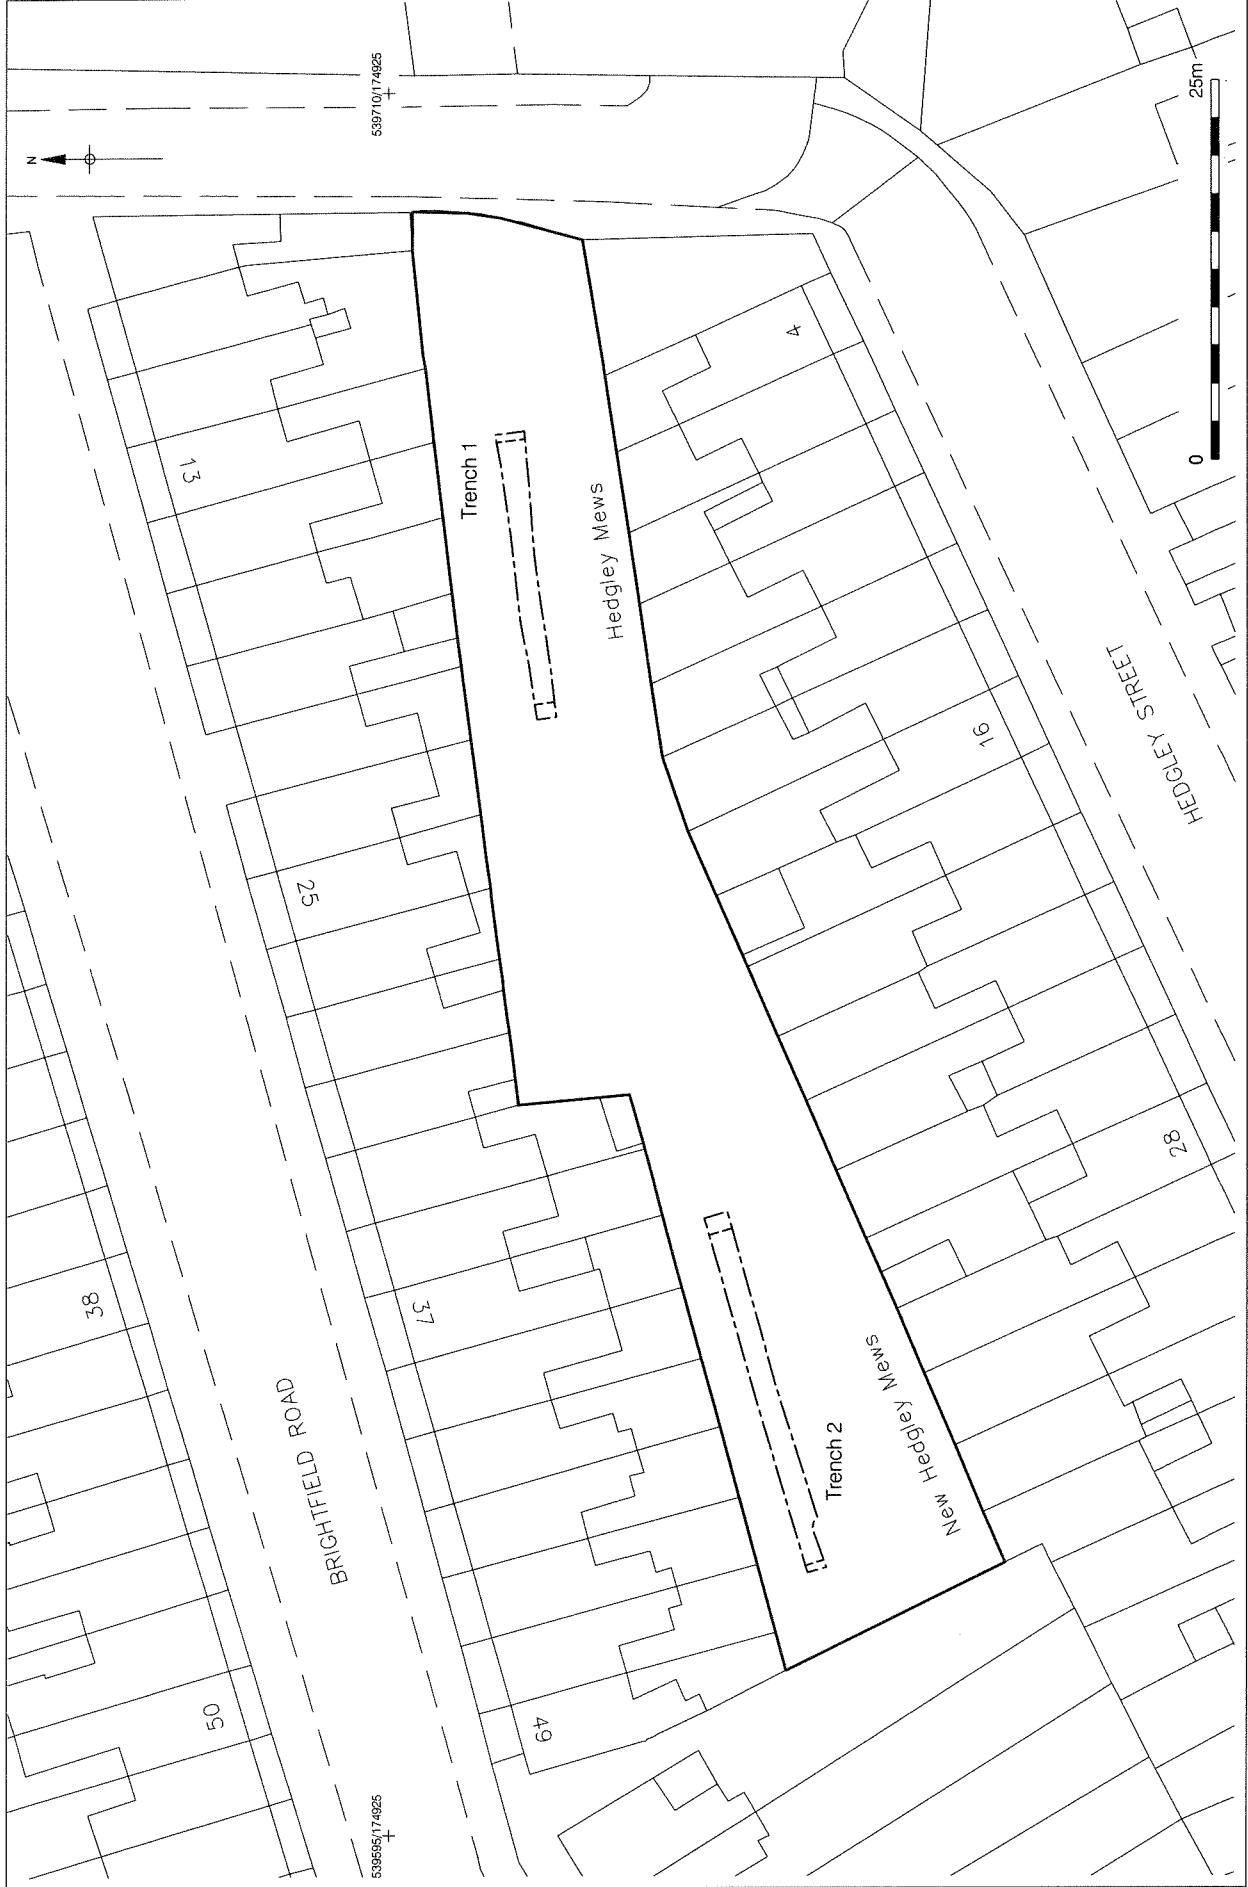 N
539710/174925
25m
0
13
Trench 1
4
Hedgley Mews
HEDGLEY STREET
16
25
38
37
28
BRIGHTFIELD ROAD
Trench 2
New Hedgley Mews
50
49
539595/174925